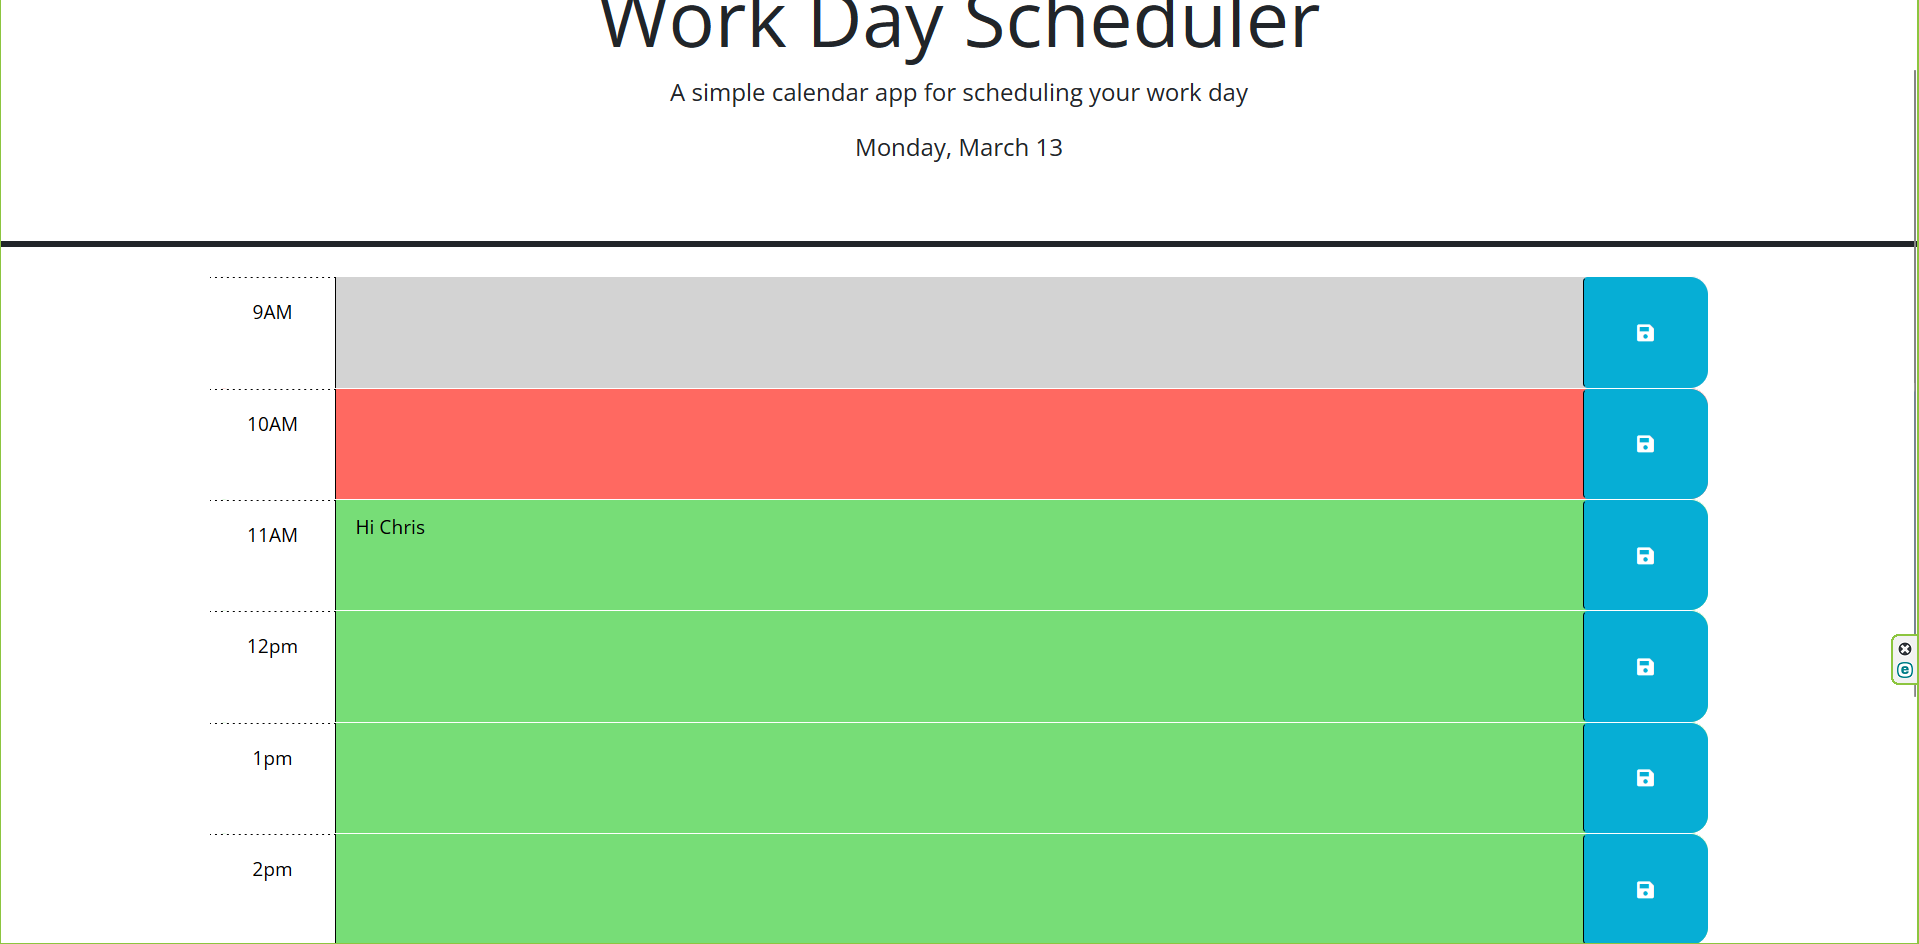 Work Day Scheduler
A simple calendar app for scheduling your work day
Monday, March 13
9AM
10AM
11AM
Hi Chris
12pm
1pm
2pm
e